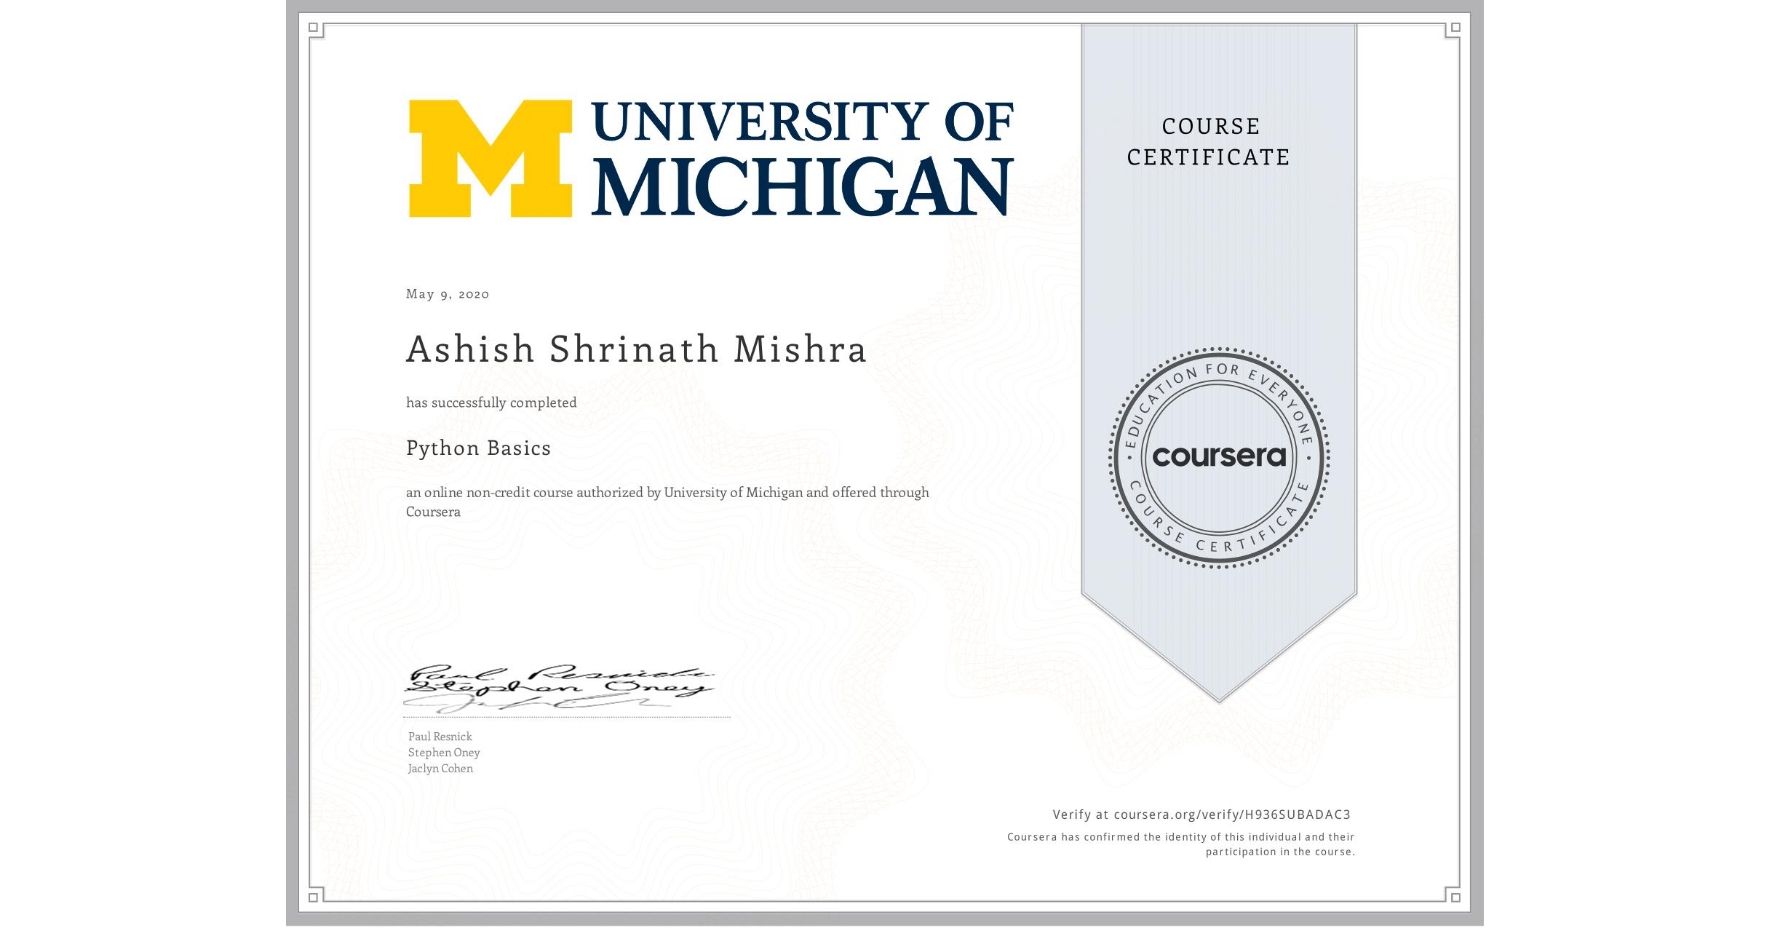 UNIVERSITY OF
MICHIGAN
COURSE
CERTIFICATE
May 9, 2020
Ashish Shrinath Mishra
has successfully completed
Python Basics
an online non-credit course authorized by University of Michigan and offered through
Coursera
EDUCATION FOR EVERYONE
coursera
COURSE CERTIFICATE
Paul Resnick
Stephen Oney
Paul Resnick
Stephen Oney
Jaclyn Cohen
Verify at coursera.org/verify/H936SUBADAC3
Coursera has confirmed the identity of this individual and their
participation in the course.